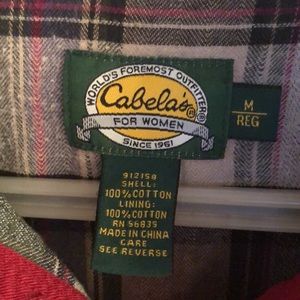 WORLD'S FOREMOST OUTFITTER®
Cabela's®
FOR WOMEN
SINCE 1961
M
REG
912158
SHELL:
100% COTTON
LINING:
100% COTTON
RN 56835
MADE IN CHINA
CARE
SEE REVERSE